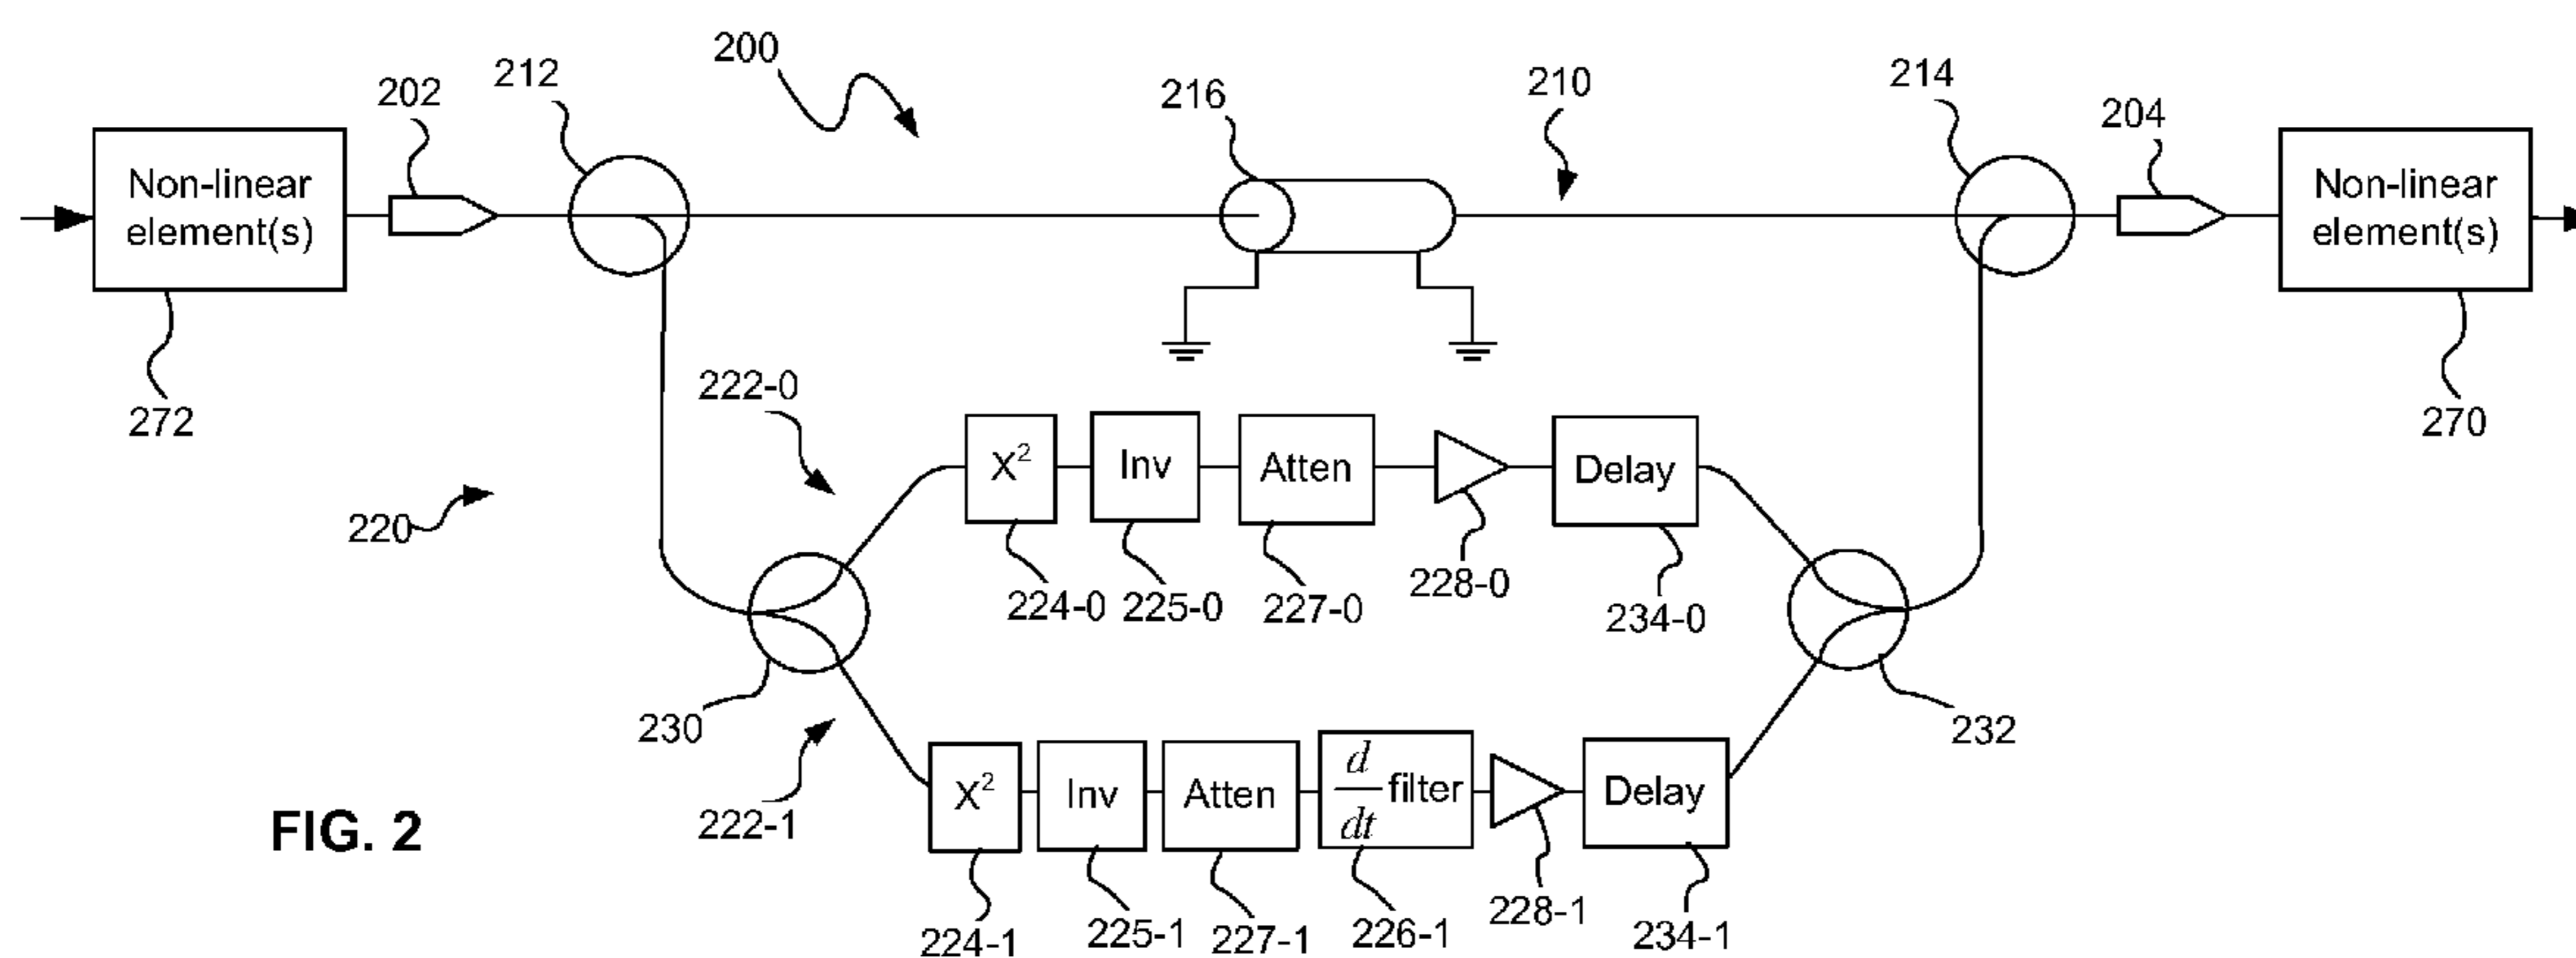 200
212
202
216
210
214
204
Non-linear
element(s)
Non-linear
element(s)
272
270
222-0
220
X²
Inv
Atten
Delay
224-0
225-0
227-0
228-0
234-0
230
232
222-1
X²
Inv
Atten
d
dt
filter
Delay
224-1
225-1
227-1
226-1
228-1
234-1
FIG. 2